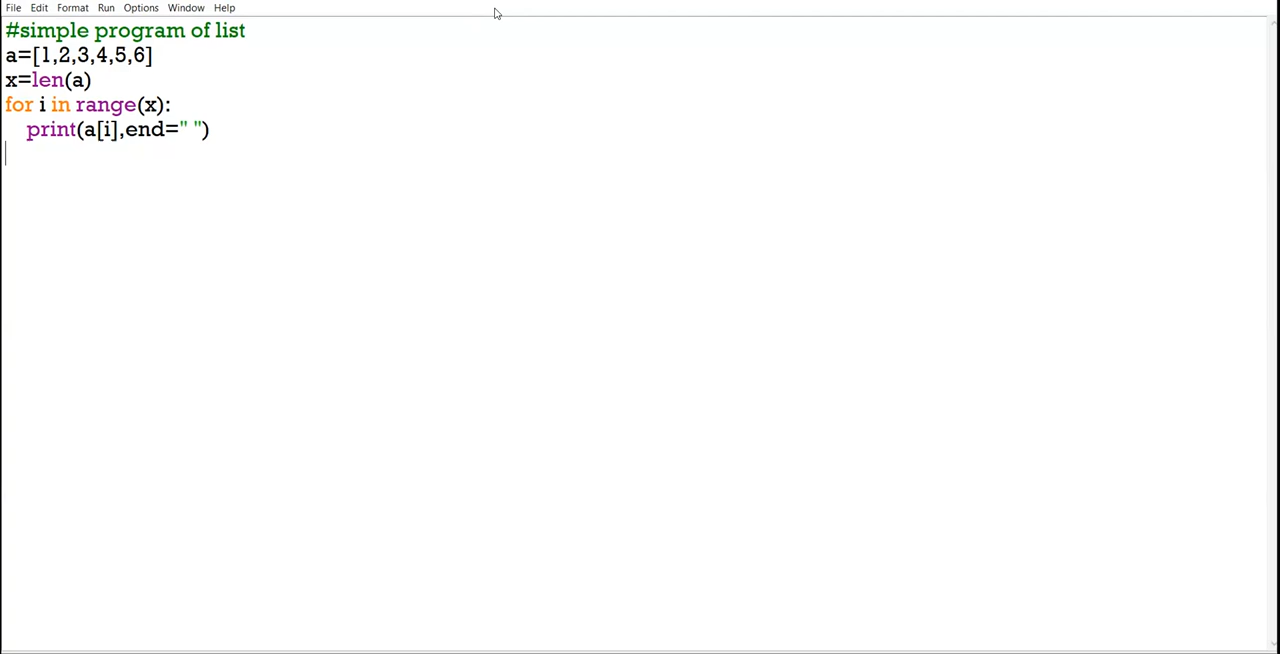 File Edit Format Run Options Window Help
#simple program of list
a=[1,2,3,4,5,6]
x=len(a)
for i in range(x):
    print(a[i],end=" ")